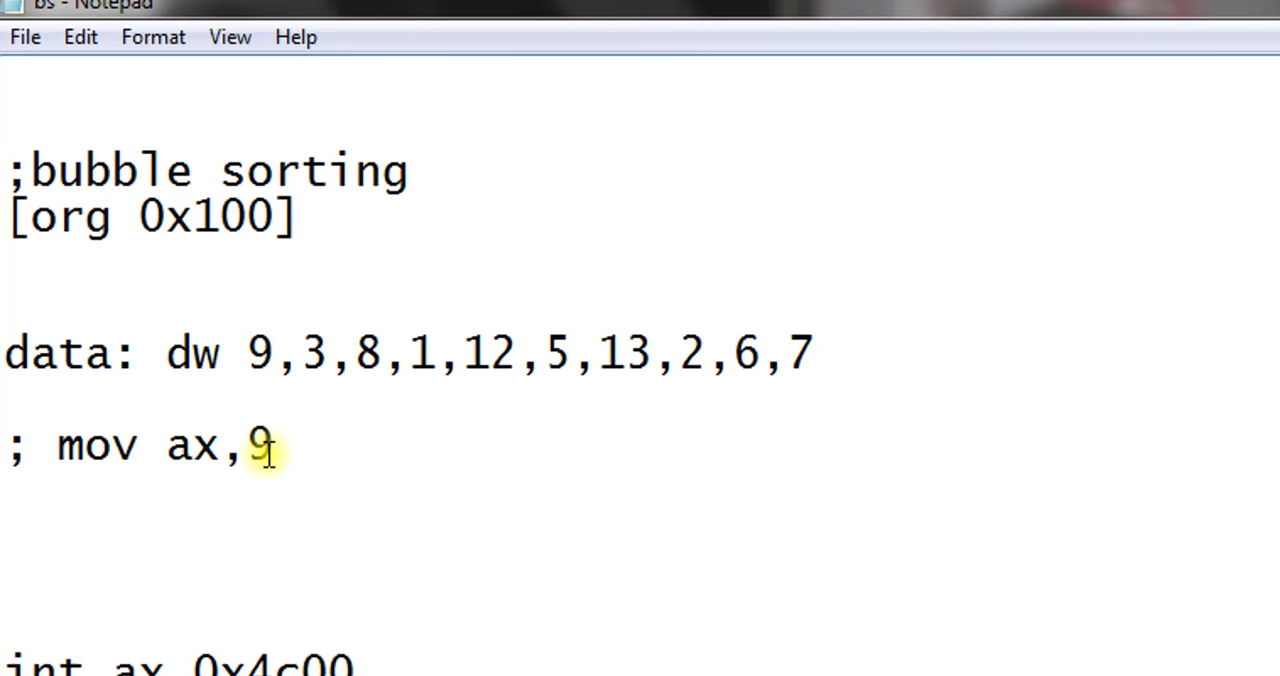 bs - Notepad
File Edit Format View Help
;bubble sorting
[org 0x100]
data: dw 9,3,8,1,12,5,13,2,6,7
; mov ax,9
int ax 0x4c00